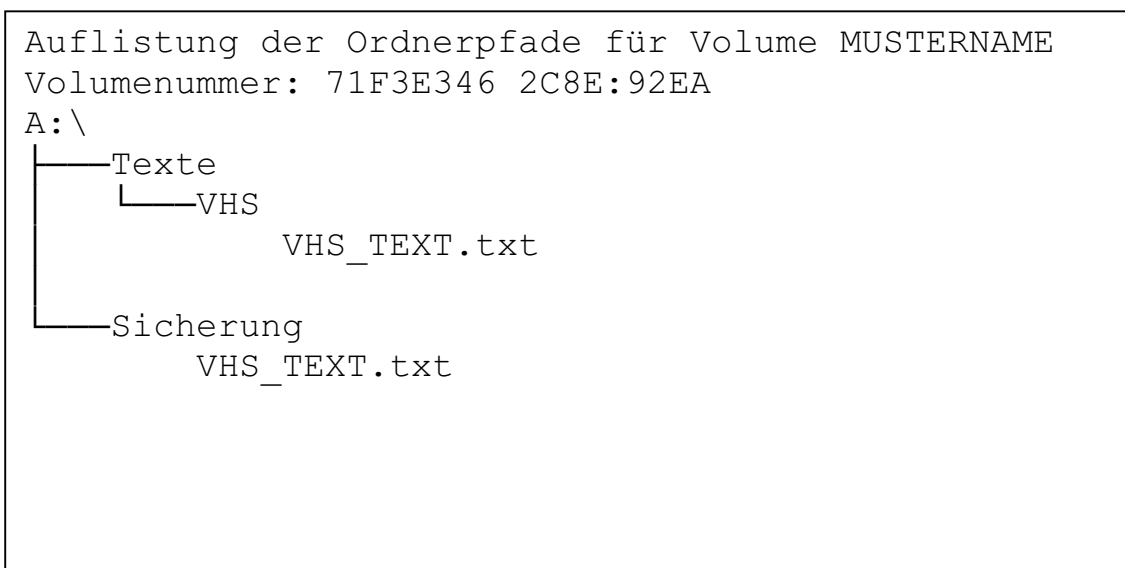 Auflistung der Ordnerpfade für Volume MUSTERNAME
Volumenummer: 71F3E346 2C8E:92EA
A:\
├───Texte
│   └───VHS
│           VHS_TEXT.txt
│
└───Sicherung
        VHS_TEXT.txt